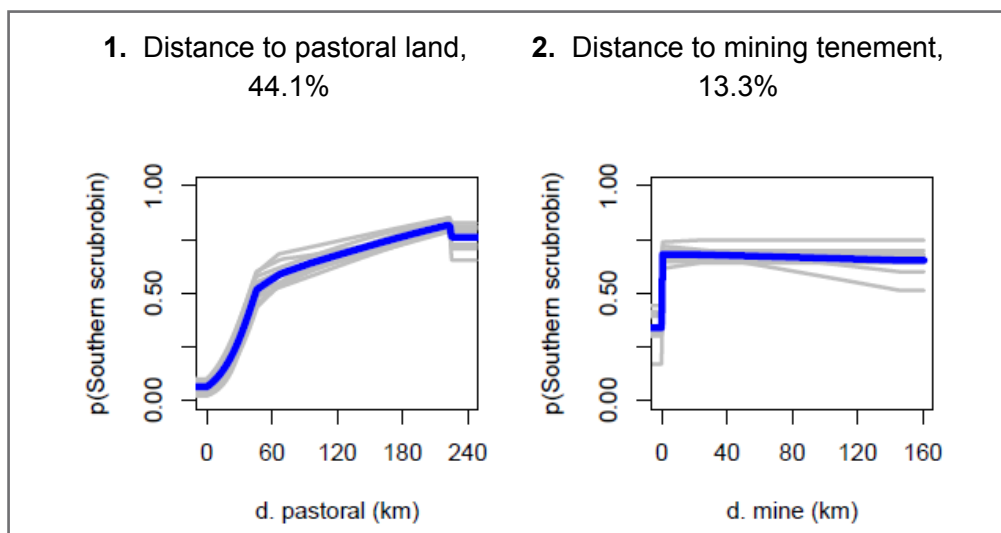 1. Distance to pastoral land,
44.1%
2. Distance to mining tenement,
13.3%
p(Southern scrubrobin)
1.00
0.50
0.00
0 60 120 180 240
d. pastoral (km)
p(Southern scrubrobin)
1.00
0.50
0.00
0 40 80 120 160
d. mine (km)